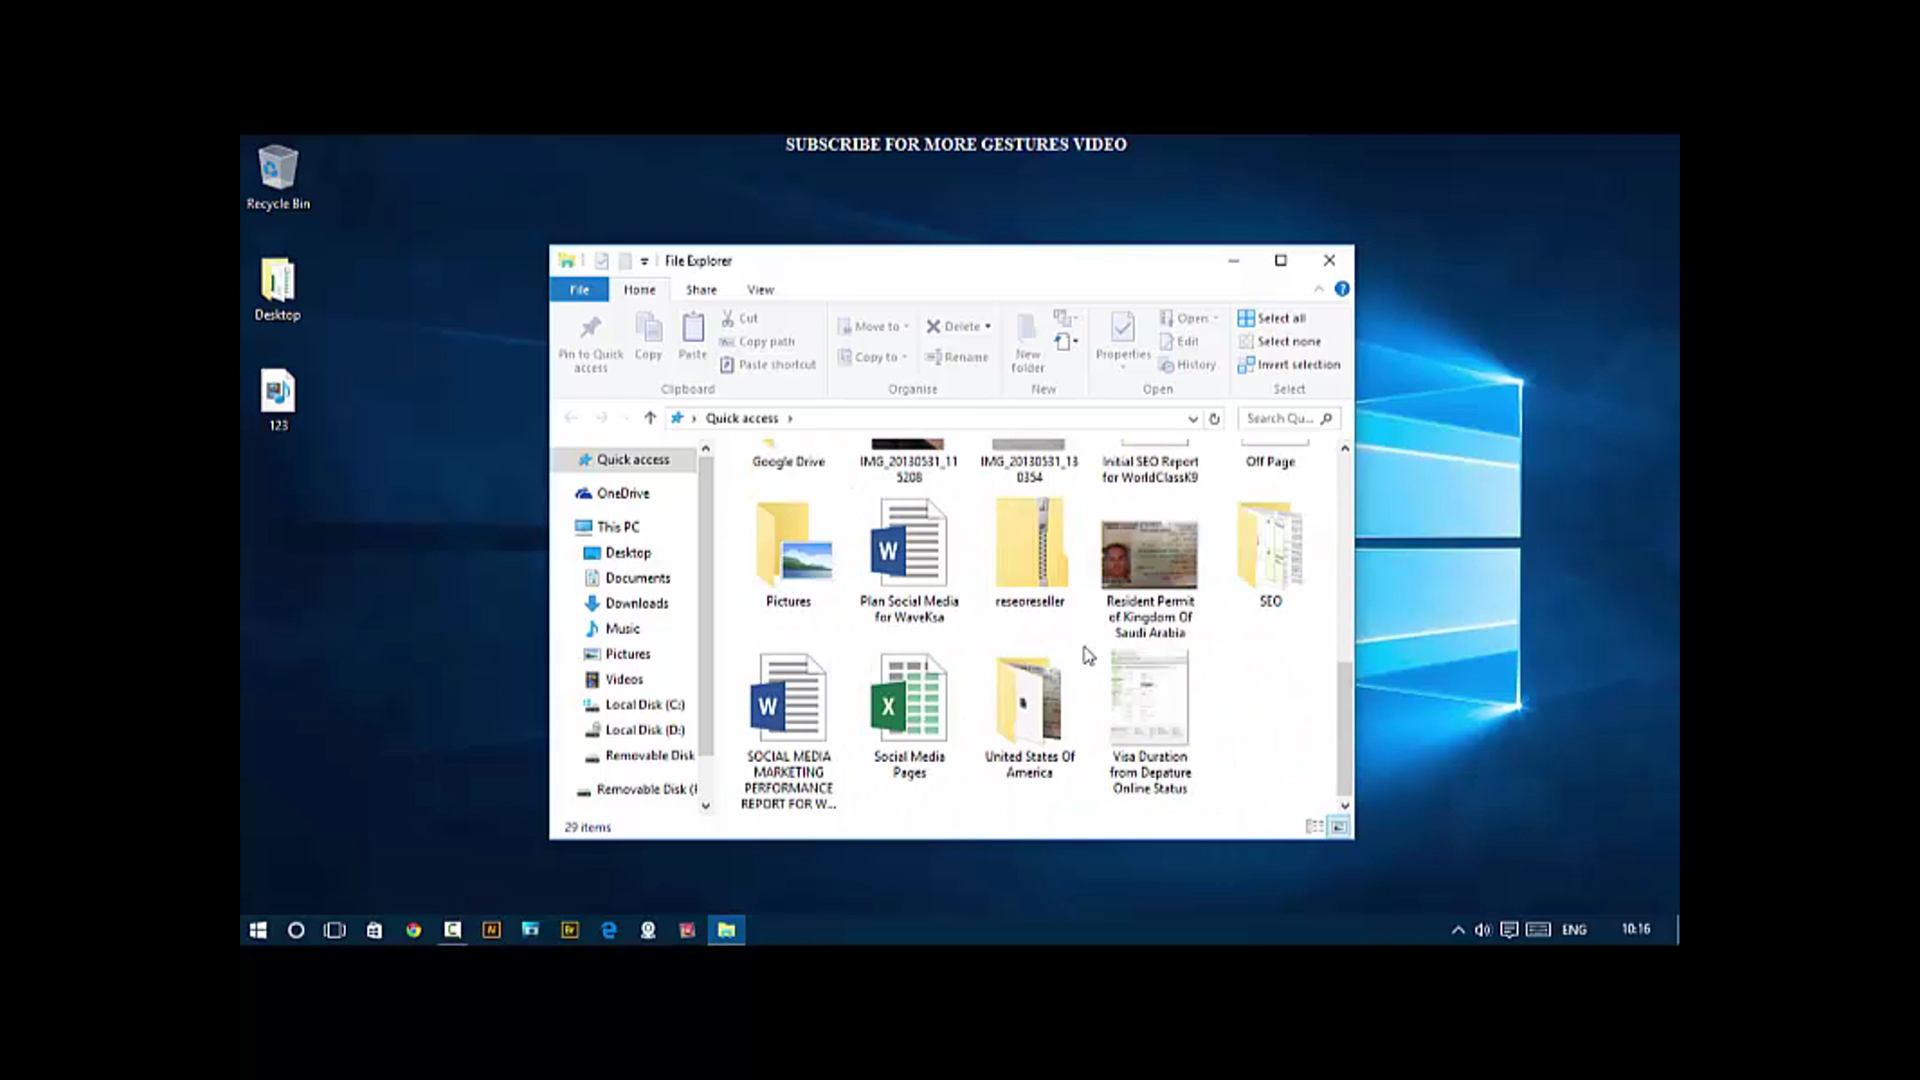 SUBSCRIBE FOR MORE GESTURES VIDEO
Recycle Bin
Desktop
123
File Explorer
File
Home
Share
View
Pin to Quick
access
Copy
Paste
Cut
Copy path
Paste shortcut
Clipboard
Move to
Copy to
Delete
Rename
Organise
New
folder
New
Properties
Open
Edit
History
Open
Select all
Select none
Invert selection
Select
Quick access
Search Qu...
Quick access
OneDrive
This PC
Desktop
Documents
Downloads
Music
Pictures
Videos
Local Disk (C:)
Local Disk (D:)
Removable Disk
Removable Disk (
Google Drive
IMG_20130531_11
5208
IMG_20130531_13
0354
Initial SEO Report
for WorldClassK9
Off Page
Pictures
Plan Social Media
for WaveKsa
reseoreseller
Resident Permit
of Kingdom Of
Saudi Arabia
SEO
SOCIAL MEDIA
MARKETING
PERFORMANCE
REPORT FOR W...
Social Media
Pages
United States Of
America
Visa Duration
from Depature
Online Status
29 items
ENG
10:16